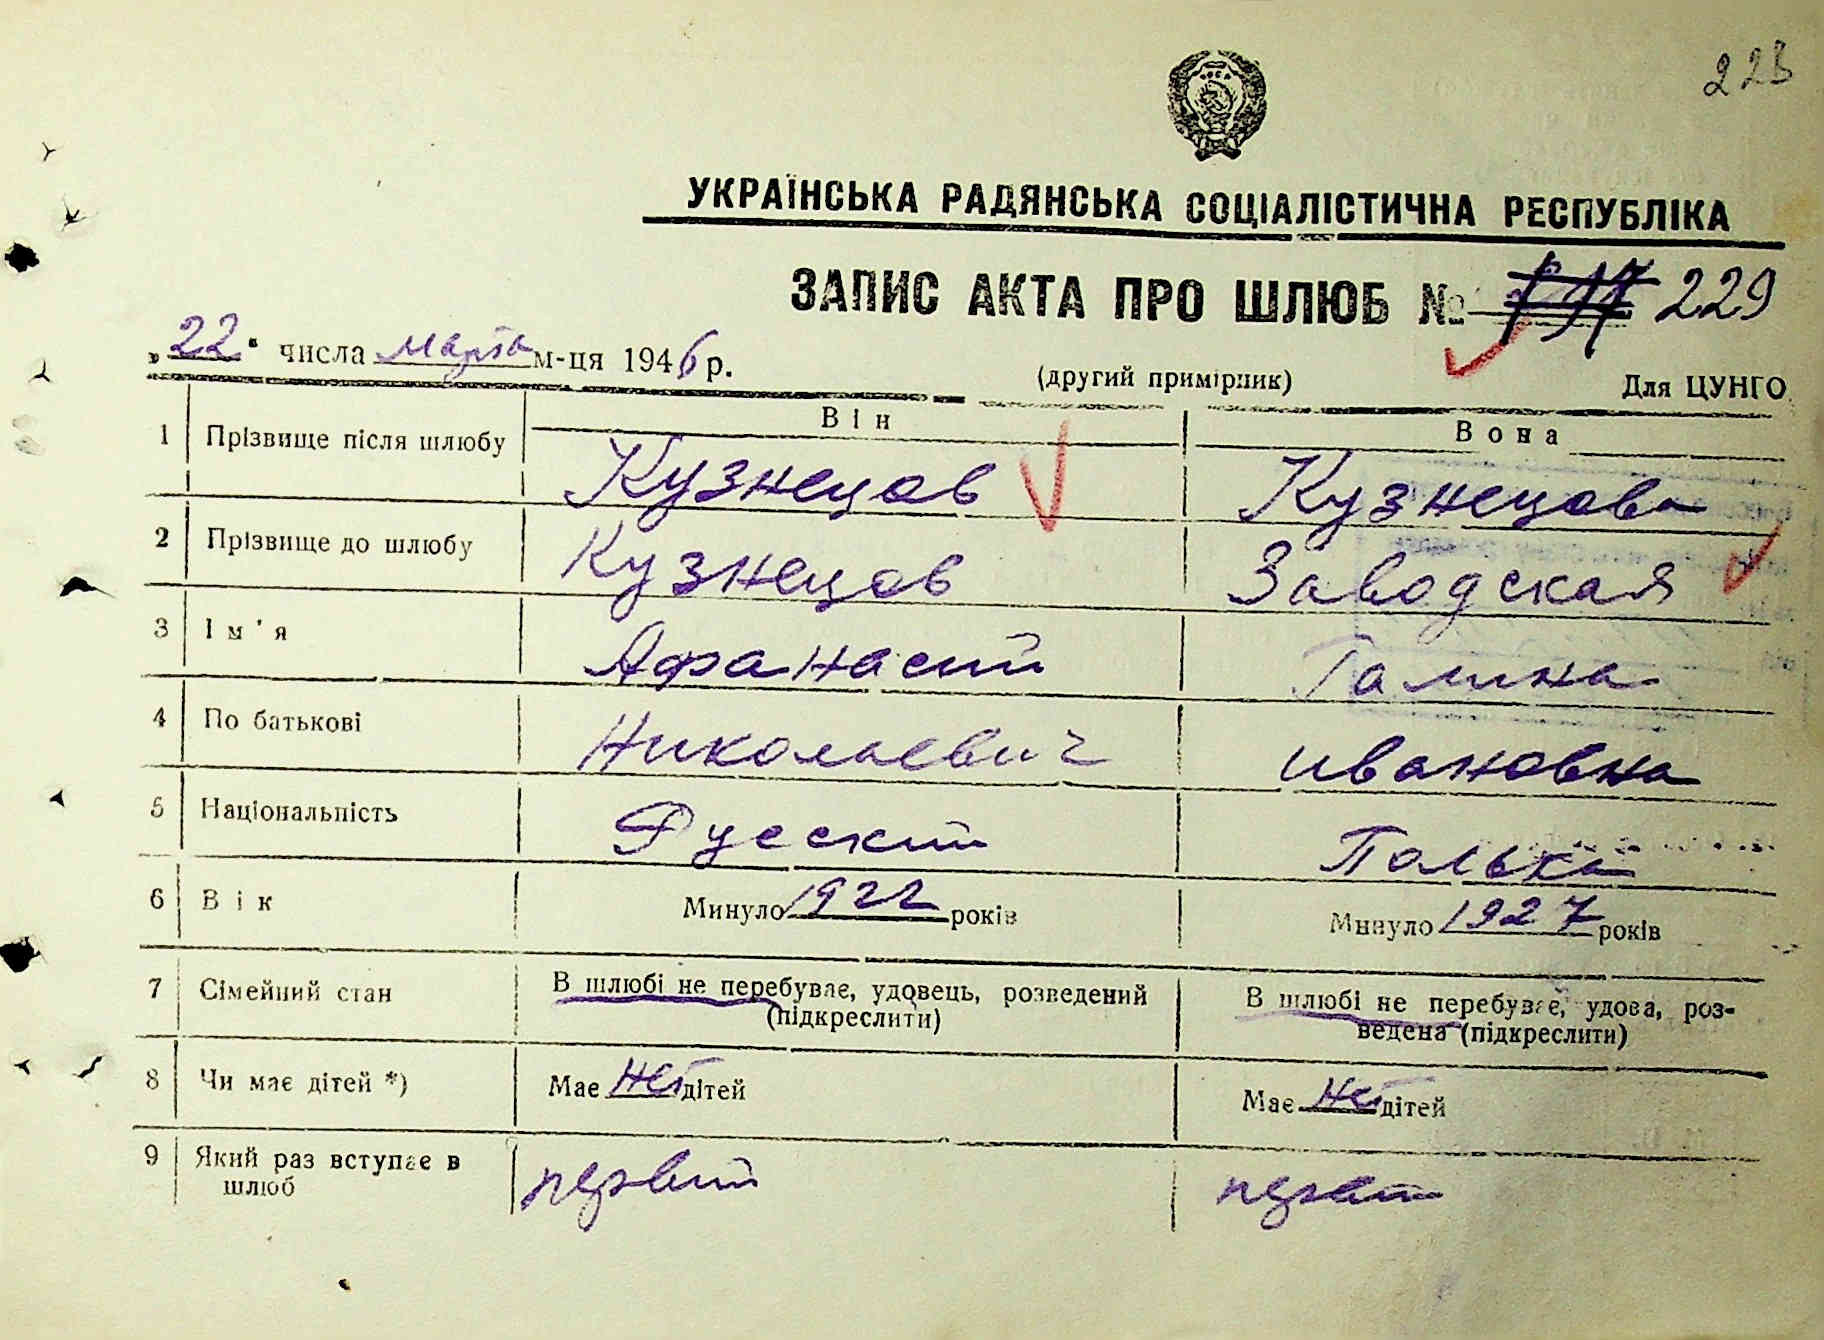 223
УКРАЇНСЬКА РАДЯНСЬКА СОЦІАЛІСТИЧНА РЕСПУБЛІКА
ЗАПИС АКТА ПРО ШЛЮБ № 229
„22" числа марта м-ця 1946 р.
(другий примірник) Для ЦУНГО
Він Вона
1 Прізвище після шлюбу Кузнецов Кузнецова
2 Прізвище до шлюбу Кузнецов Заводская
3 Ім'я Афанасий Галина
4 По батькові Николаевич Ивановна
5 Національність Русский Полька
6 Вік Минуло 1922 років Минуло 1927 років
7 Сімейний стан В шлюбі не перебуває, удовець, розведений В шлюбі не перебуває, удова, роз-
(підкреслити) ведена (підкреслити)
8 Чи має дітей *) Має нет дітей Має нет дітей
9 Який раз вступає в первый первый
шлюб